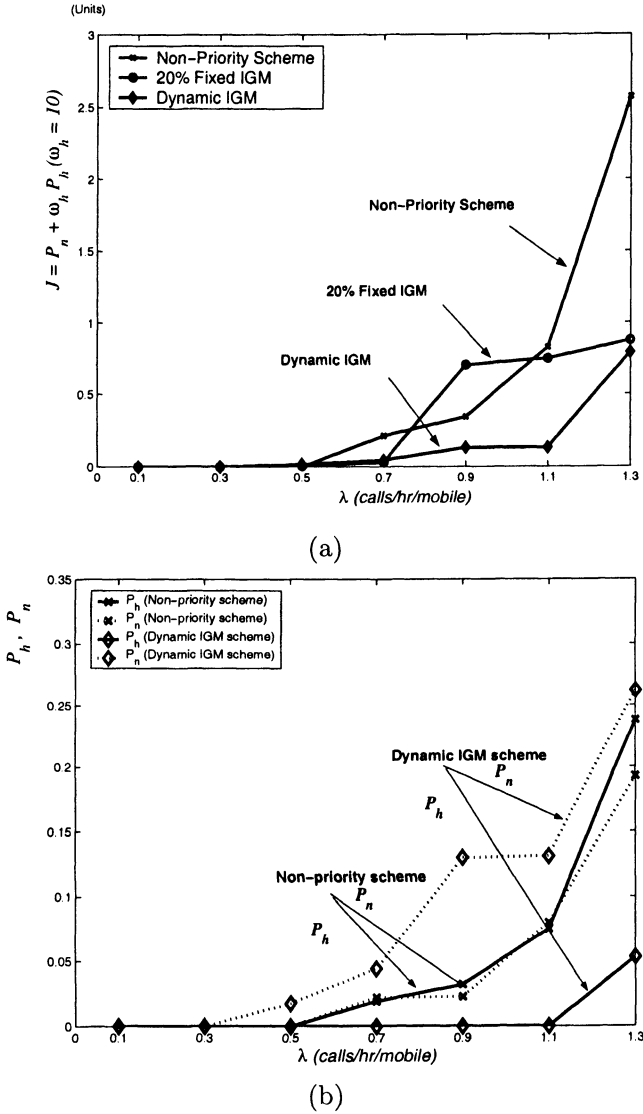 (Units)
3
2.5
2
1.5
1
0.5
0
J = P_n + ω_h P_h (ω_h = 10)
Non-Priority Scheme
20% Fixed IGM
Dynamic IGM
Non-Priority Scheme
20% Fixed IGM
Dynamic IGM
0 0.1 0.3 0.5 0.7 0.9 1.1 1.3
λ (calls/hr/mobile)
(a)
0.35
0.3
0.25
0.2
0.15
0.1
0.05
0
P_h, P_n
P_h (Non-priority scheme)
P_n (Non-priority scheme)
P_h (Dynamic IGM scheme)
P_n (Dynamic IGM scheme)
Dynamic IGM scheme
P_n
P_h
Non-priority scheme
P_n
P_h
0 0.1 0.3 0.5 0.7 0.9 1.1 1.3
λ (calls/hr/mobile)
(b)